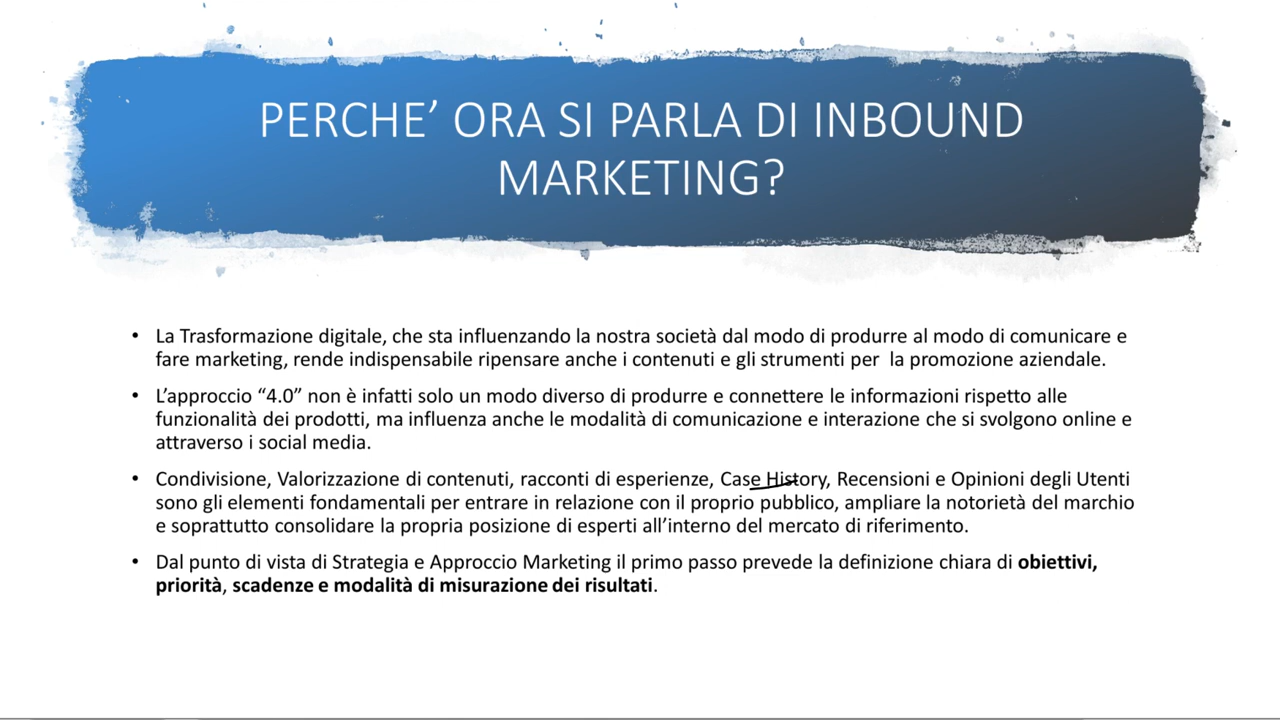 PERCHE’ ORA SI PARLA DI INBOUND
MARKETING?
• La Trasformazione digitale, che sta influenzando la nostra società dal modo di produrre al modo di comunicare e
fare marketing, rende indispensabile ripensare anche i contenuti e gli strumenti per la promozione aziendale.
• L’approccio “4.0” non è infatti solo un modo diverso di produrre e connettere le informazioni rispetto alle
funzionalità dei prodotti, ma influenza anche le modalità di comunicazione e interazione che si svolgono online e
attraverso i social media.
• Condivisione, Valorizzazione di contenuti, racconti di esperienze, Case History, Recensioni e Opinioni degli Utenti
sono gli elementi fondamentali per entrare in relazione con il proprio pubblico, ampliare la notorietà del marchio
e soprattutto consolidare la propria posizione di esperti all’interno del mercato di riferimento.
• Dal punto di vista di Strategia e Approccio Marketing il primo passo prevede la definizione chiara di obiettivi,
priorità, scadenze e modalità di misurazione dei risultati.